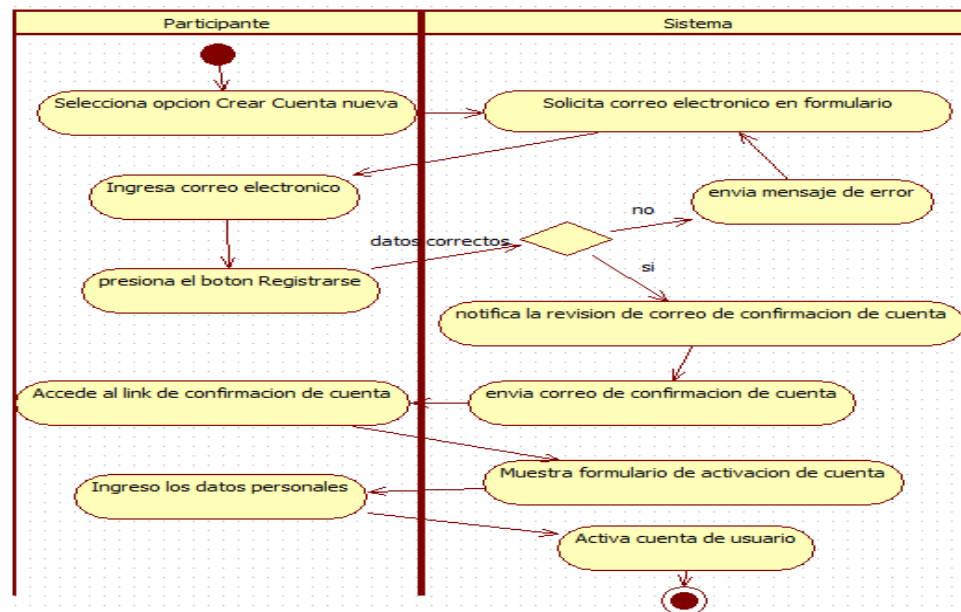 Participante
Sistema
Selecciona opcion Crear Cuenta nueva
Solicita correo electronico en formulario
Ingresa correo electronico
envia mensaje de error
no
datos correctos
si
presiona el boton Registrarse
notifica la revision de correo de confirmacion de cuenta
Accede al link de confirmacion de cuenta
envia correo de confirmacion de cuenta
Muestra formulario de activacion de cuenta
Ingreso los datos personales
Activa cuenta de usuario